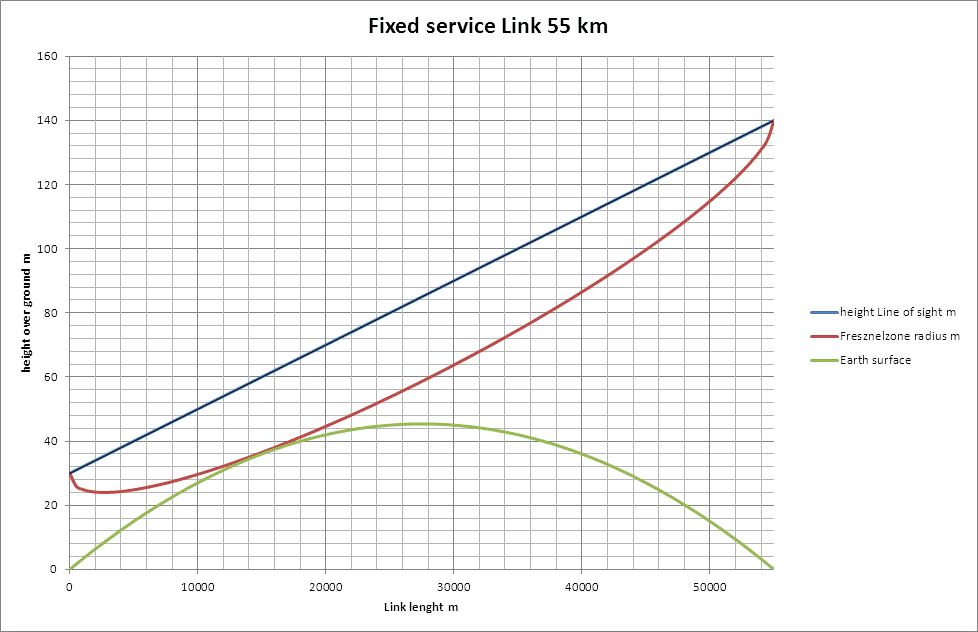 Fixed service Link 55 km
160
140
120
100
80
60
40
20
0
height over ground m
0 10000 20000 30000 40000 50000
Link lenght m
height Line of sight m
Fresznelzone radius m
Earth surface